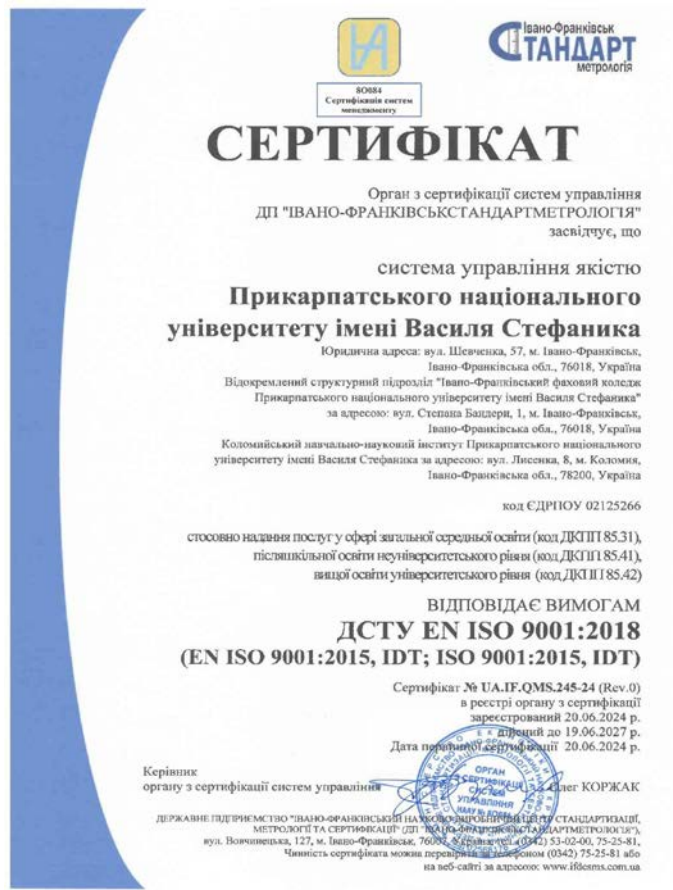 Івано-Франківськ
СТАНДАРТ
метрологія
8О084
Сертифікація систем
менеджменту
СЕРТИФІКАТ
Орган з сертифікації систем управління
ДП "ІВАНО-ФРАНКІВСЬКСТАНДАРТМЕТРОЛОГІЯ"
засвідчує, що
система управління якістю
Прикарпатського національного
університету імені Василя Стефаника
Юридична адреса: вул. Шевченка, 57, м. Івано-Франківськ,
Івано-Франківська обл., 76018, Україна
Відокремлений структурний підрозділ "Івано-Франківський фаховий коледж
Прикарпатського національного університету імені Василя Стефаника"
за адресою: вул. Степана Бандери, 1, м. Івано-Франківськ,
Івано-Франківська обл., 76018, Україна
Коломийський навчально-науковий інститут Прикарпатського національного
університету імені Василя Стефаника за адресою: вул. Лисенка, 8, м. Коломия,
Івано-Франківська обл., 78200, Україна
код ЄДРПОУ 02125266
стосовно надання послуг у сфері загальної середньої освіти (код ДКПП 85.31),
післяшкільної освіти неуніверситетського рівня (код ДКПП 85.41),
вищої освіти університетського рівня (код ДКПП 85.42)
ВІДПОВІДАЄ ВИМОГАМ
ДСТУ EN ISO 9001:2018
(EN ISO 9001:2015, IDT; ISO 9001:2015, IDT)
Сертифікат № UA.IF.QMS.245-24 (Rev.0)
в реєстрі органу з сертифікації
зареєстрований 20.06.2024 р.
дійсний до 19.06.2027 р.
Дата первинної сертифікації 20.06.2024 р.
Керівник
органу з сертифікації систем управління
Олег КОРЖАК
ОРГАН
З СЕРТИФІКАЦІЇ
СИСТЕМ
УПРАВЛІННЯ
ДЕРЖАВНЕ ПІДПРИЄМСТВО "ІВАНО-ФРАНКІВСЬКИЙ НАУКОВО-ВИРОБНИЧИЙ ЦЕНТР СТАНДАРТИЗАЦІЇ,
МЕТРОЛОГІЇ ТА СЕРТИФІКАЦІЇ" (ДП "ІВАНО-ФРАНКІВСЬКСТАНДАРТМЕТРОЛОГІЯ"),
вул. Вовчинецька, 127, м. Івано-Франківськ, Україна, тел. (0342) 53-02-00, 75-25-81,
Чинність сертифіката можна перевірити за телефоном (0342) 75-25-81 або
на веб-сайті за адресою: www.ifdcsms.com.ua